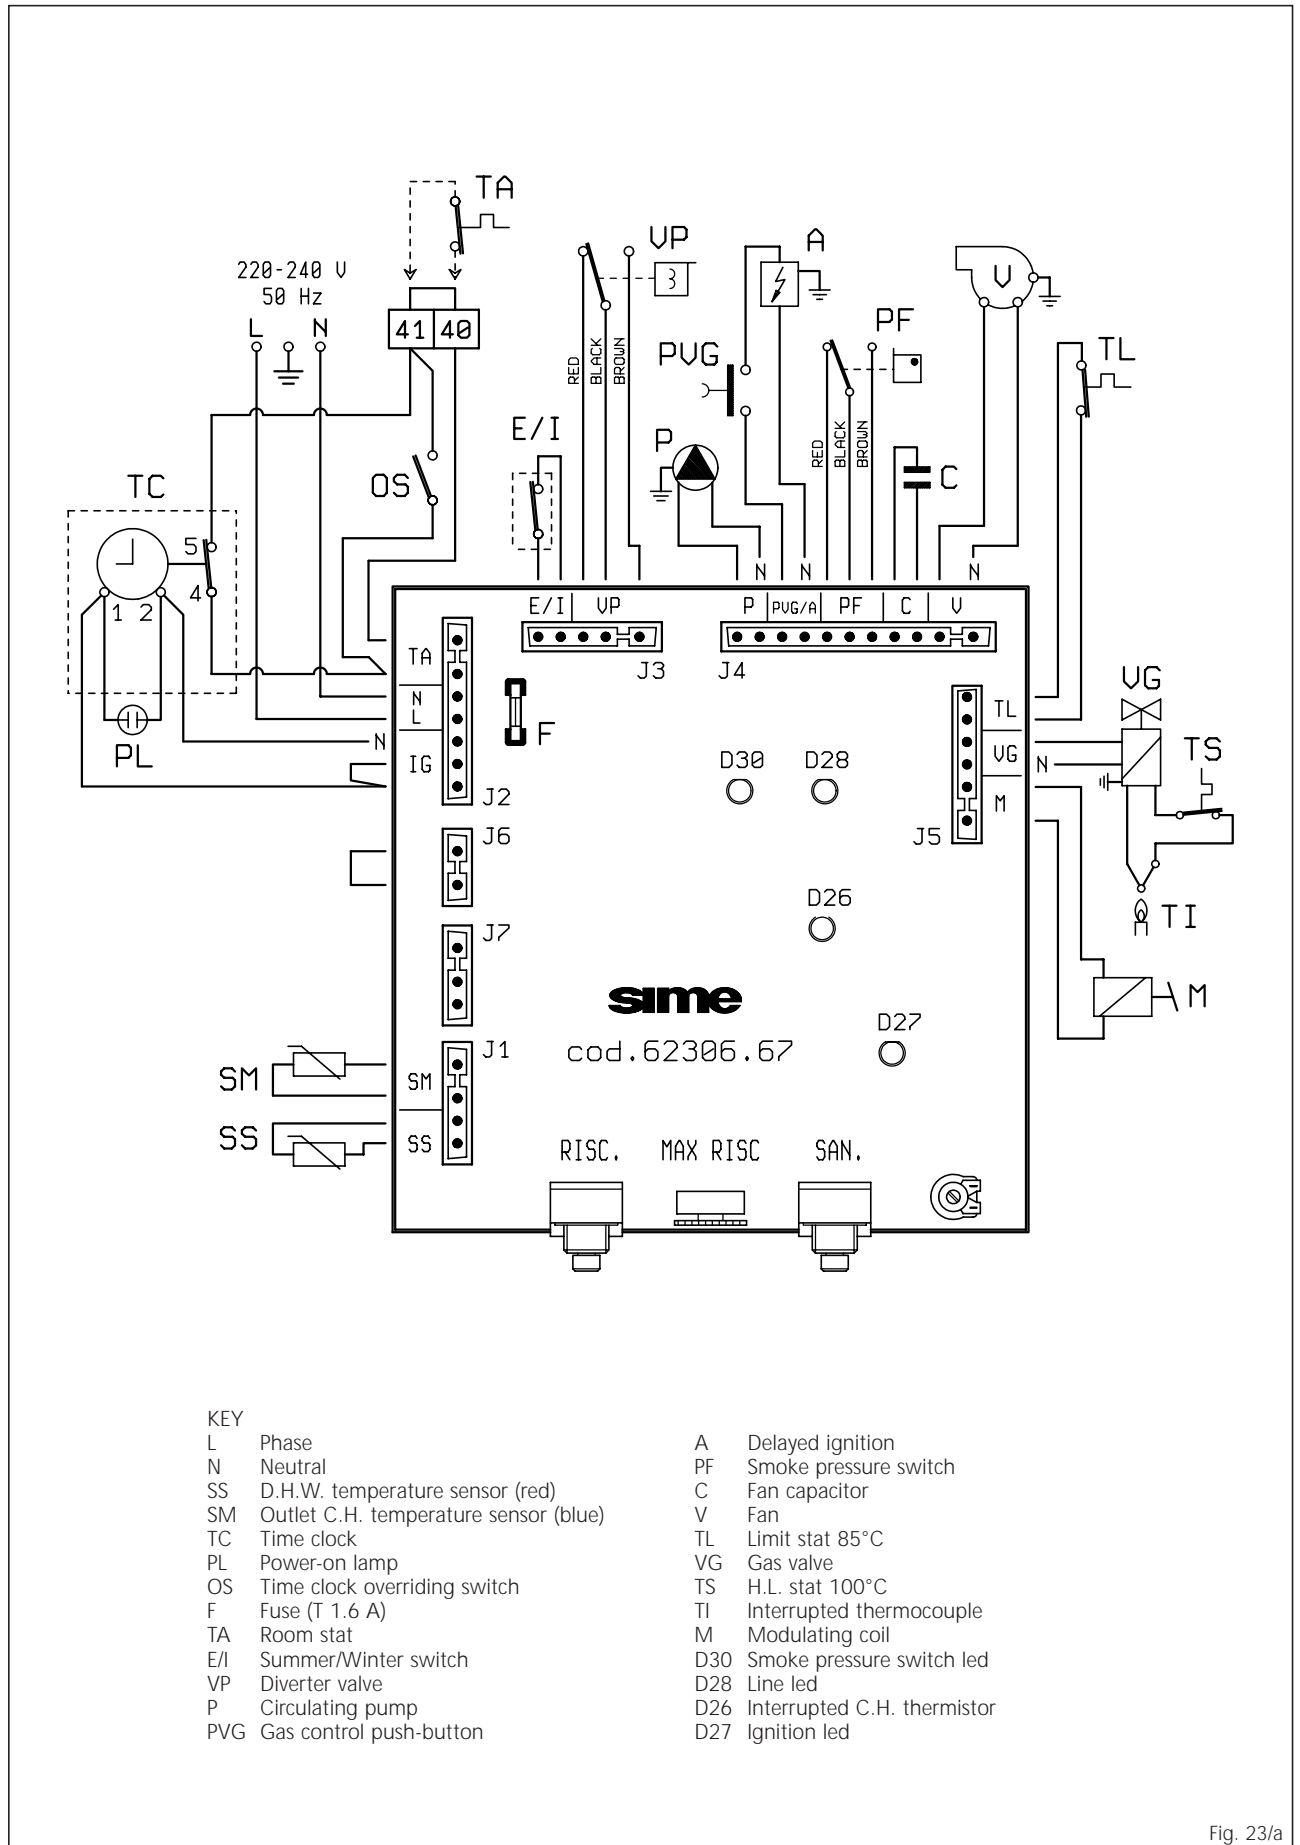 TA
220-240 V
50 Hz
L N
41 40
VP
RED
BLACK
BROWN
A
PVG
PF
RED
BLACK
BROWN
V
TL
E/I
P
C
TC
OS
5
4
1 2
PL
N N N
E/I VP
P PVG/A PF C V
J3 J4
TA
N
L
N
IG
J2
F
D30 D28
TL
VG
N
M
J5
VG
TS
TI
M
J6
J7
D26
sime
cod.62306.67
D27
J1
SM
SS
SM
SS
RISC. MAX RISC SAN.
KEY
L Phase
N Neutral
SS D.H.W. temperature sensor (red)
SM Outlet C.H. temperature sensor (blue)
TC Time clock
PL Power-on lamp
OS Time clock overriding switch
F Fuse (T 1.6 A)
TA Room stat
E/I Summer/Winter switch
VP Diverter valve
P Circulating pump
PVG Gas control push-button
A Delayed ignition
PF Smoke pressure switch
C Fan capacitor
V Fan
TL Limit stat 85°C
VG Gas valve
TS H.L. stat 100°C
TI Interrupted thermocouple
M Modulating coil
D30 Smoke pressure switch led
D28 Line led
D26 Interrupted C.H. thermistor
D27 Ignition led
Fig. 23/a